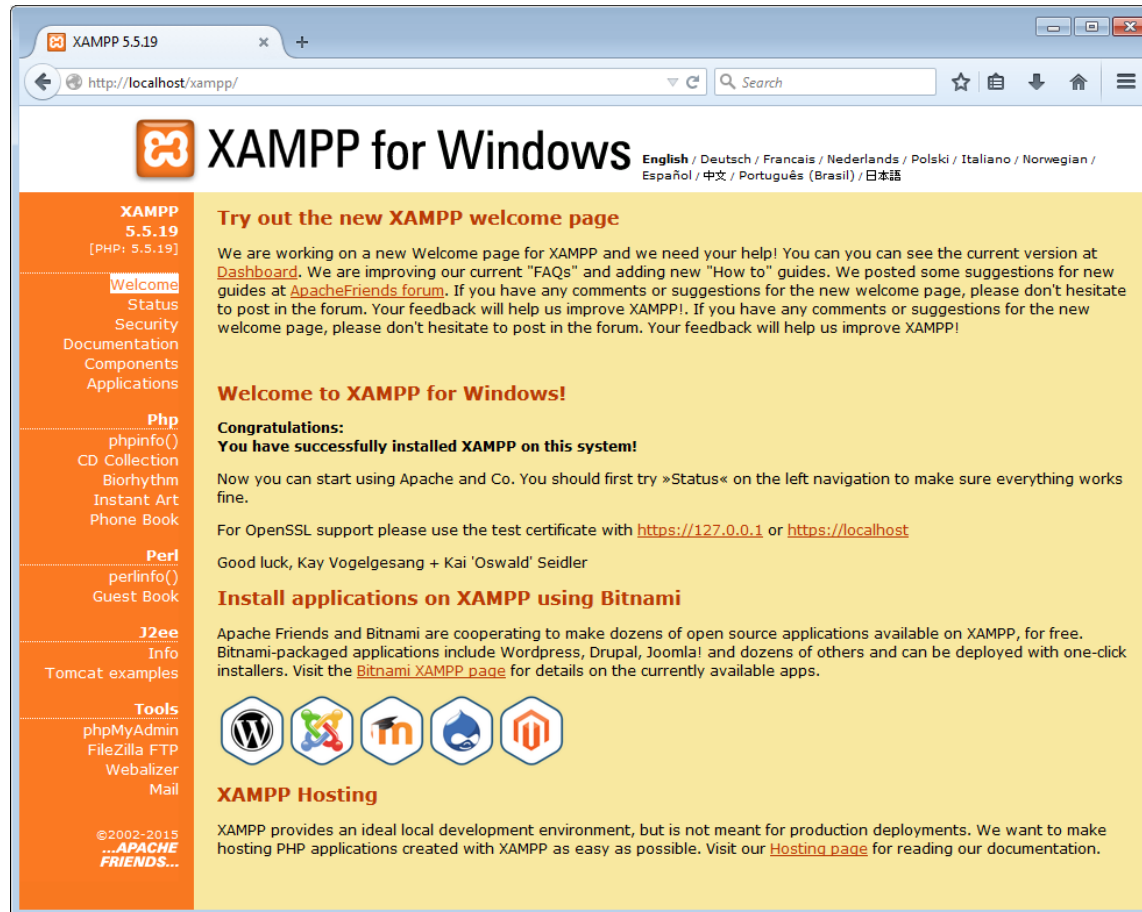 XAMPP 5.5.19
http://localhost/xampp/
Search
XAMPP for Windows
English / Deutsch / Francais / Nederlands / Polski / Italiano / Norwegian /
Español / 中文 / Português (Brasil) / 日本語
XAMPP
5.5.19
[PHP: 5.5.19]
Welcome
Status
Security
Documentation
Components
Applications
Php
phpinfo()
CD Collection
Biorhythm
Instant Art
Phone Book
Perl
perlinfo()
Guest Book
J2ee
Info
Tomcat examples
Tools
phpMyAdmin
FileZilla FTP
Webalizer
Mail
©2002-2015
...APACHE
FRIENDS...
Try out the new XAMPP welcome page
We are working on a new Welcome page for XAMPP and we need your help! You can you can see the current version at
Dashboard. We are improving our current "FAQs" and adding new "How to" guides. We posted some suggestions for new
guides at ApacheFriends forum. If you have any comments or suggestions for the new welcome page, please don't hesitate
to post in the forum. Your feedback will help us improve XAMPP!. If you have any comments or suggestions for the new
welcome page, please don't hesitate to post in the forum. Your feedback will help us improve XAMPP!
Welcome to XAMPP for Windows!
Congratulations:
You have successfully installed XAMPP on this system!
Now you can start using Apache and Co. You should first try »Status« on the left navigation to make sure everything works
fine.
For OpenSSL support please use the test certificate with https://127.0.0.1 or https://localhost
Good luck, Kay Vogelgesang + Kai 'Oswald' Seidler
Install applications on XAMPP using Bitnami
Apache Friends and Bitnami are cooperating to make dozens of open source applications available on XAMPP, for free.
Bitnami-packaged applications include Wordpress, Drupal, Joomla! and dozens of others and can be deployed with one-click
installers. Visit the Bitnami XAMPP page for details on the currently available apps.
XAMPP Hosting
XAMPP provides an ideal local development environment, but is not meant for production deployments. We want to make
hosting PHP applications created with XAMPP as easy as possible. Visit our Hosting page for reading our documentation.